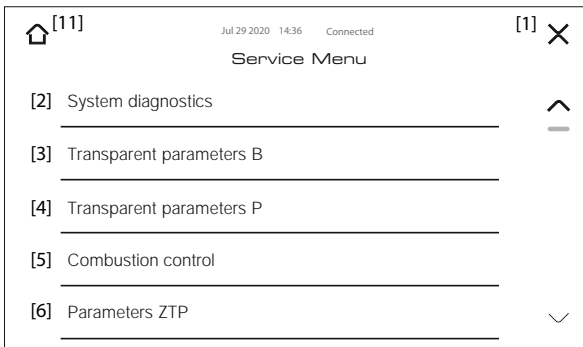 [11] Jul 29 2020 14:36 Connected [1]
Service Menu
[2] System diagnostics
[3] Transparent parameters B
[4] Transparent parameters P
[5] Combustion control
[6] Parameters ZTP